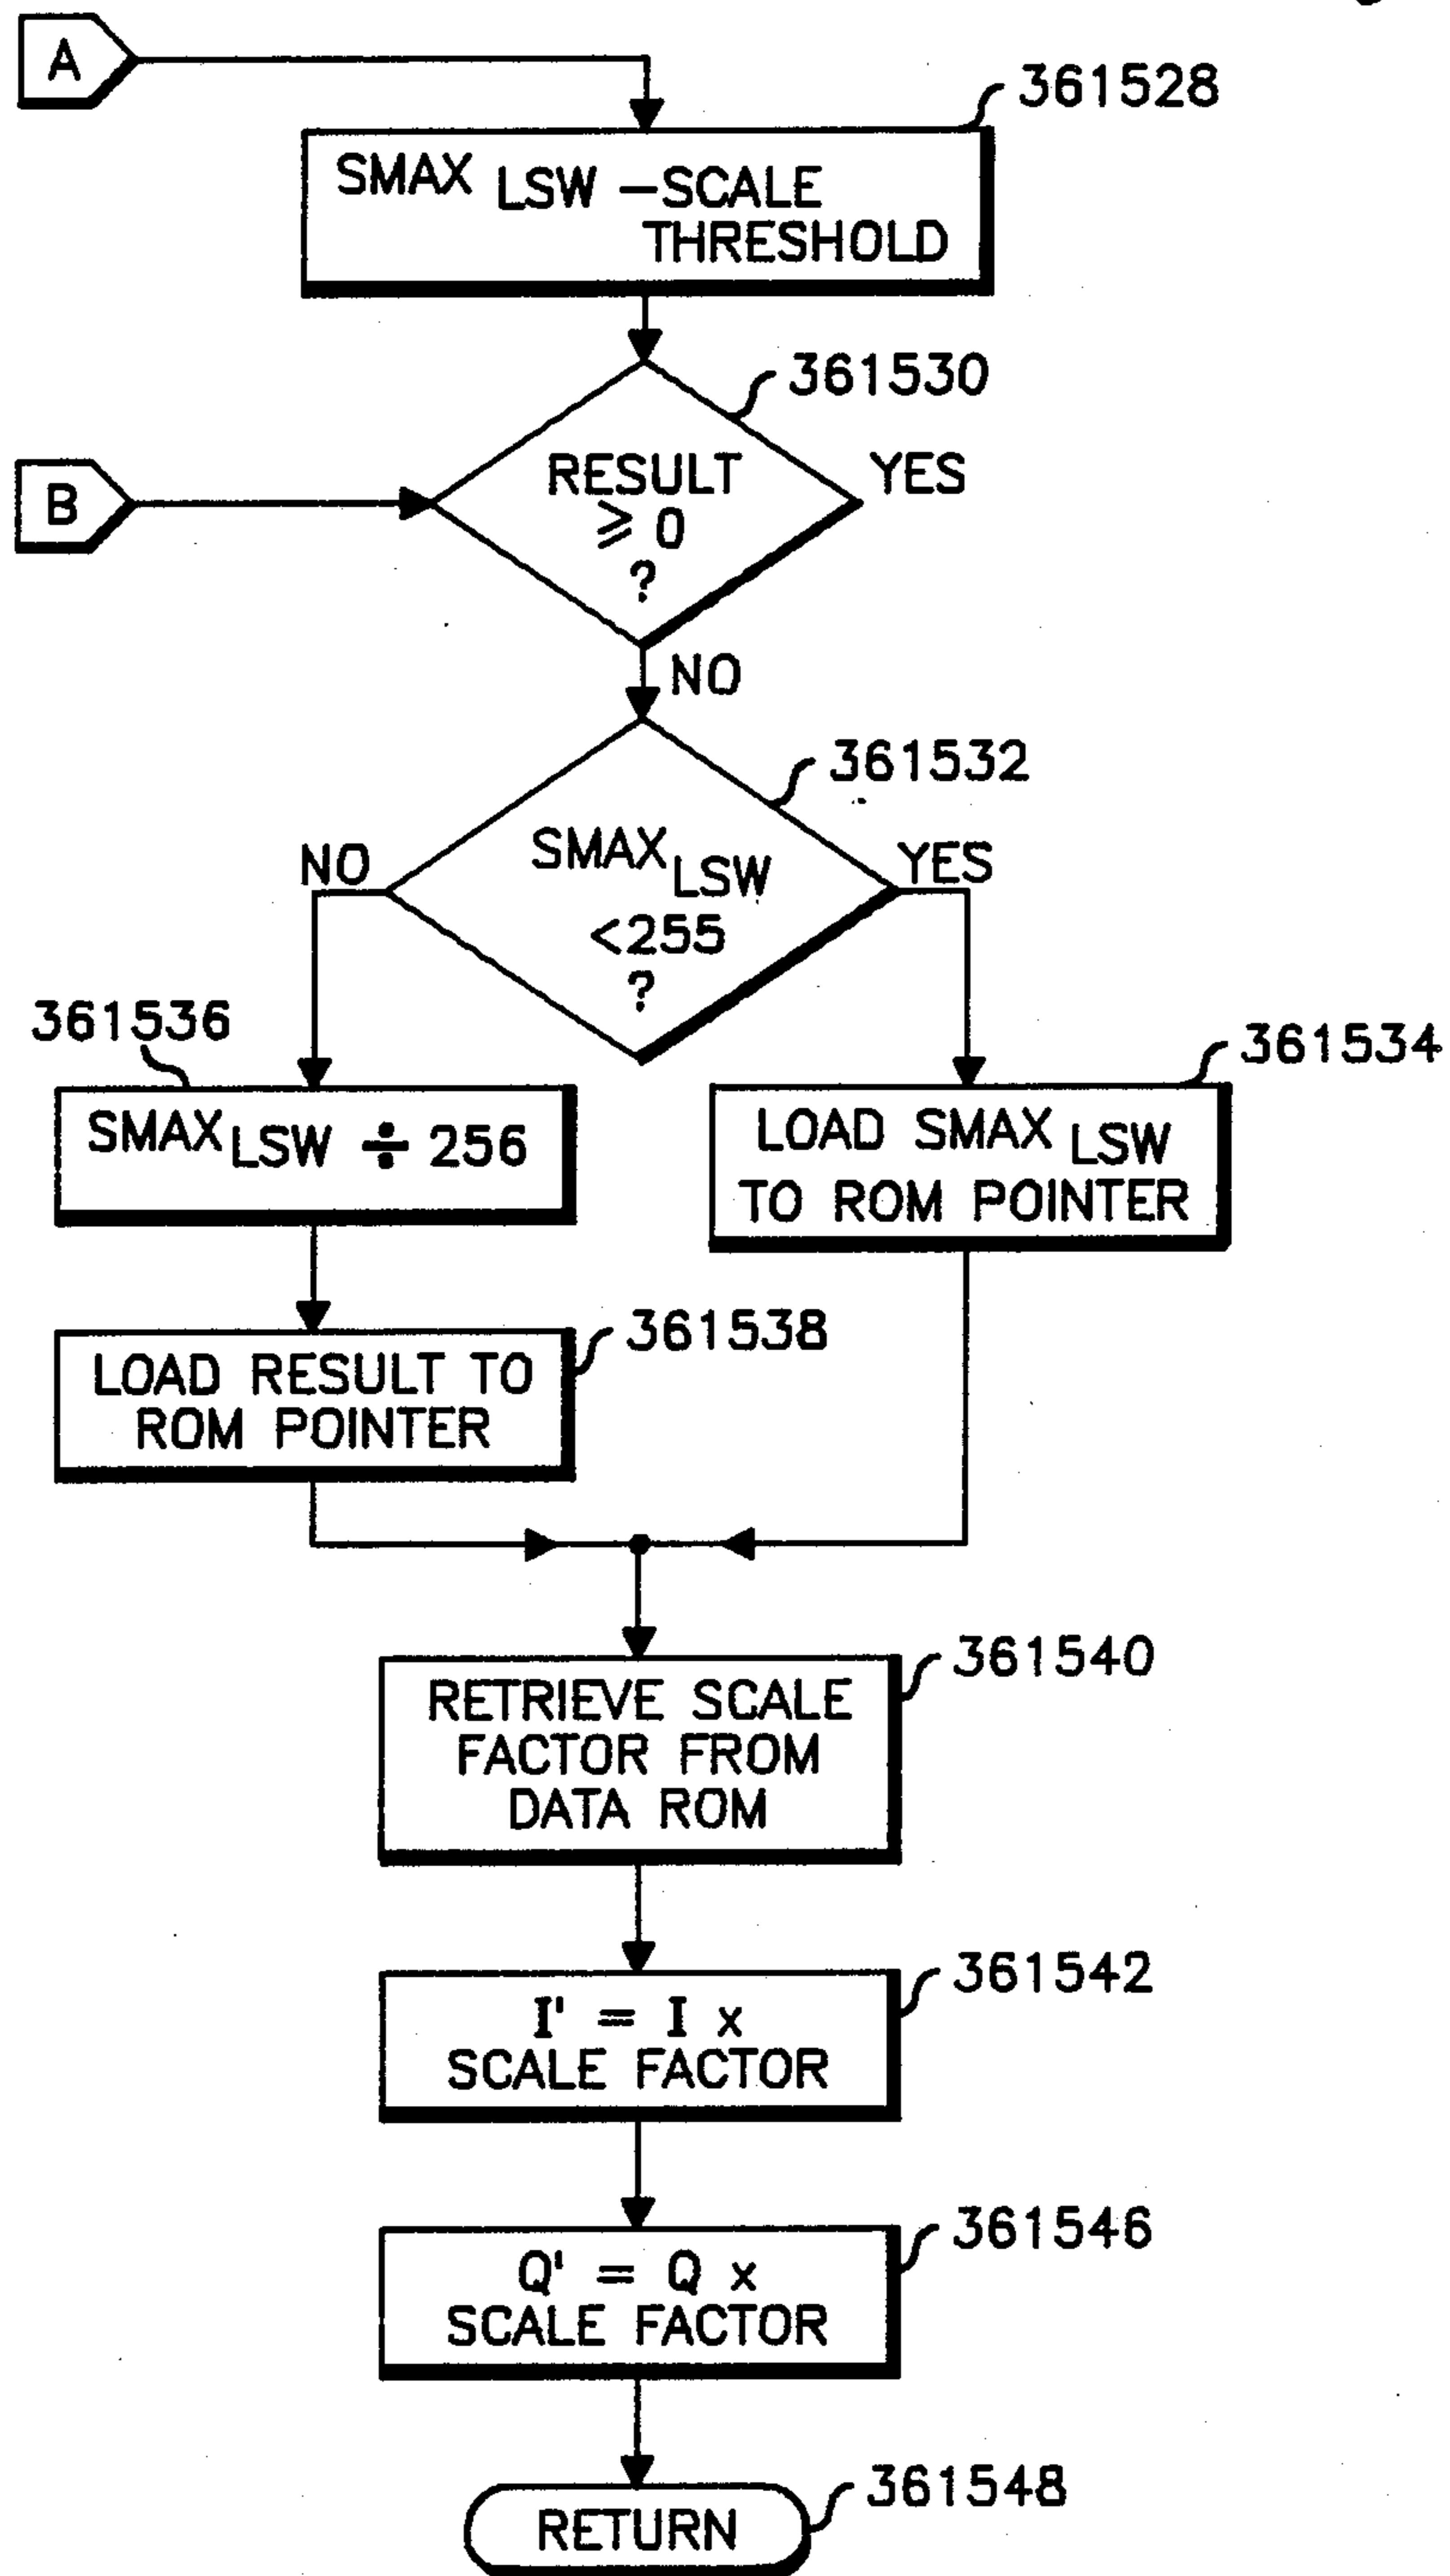 A
361528
SMAX LSW –SCALE
THRESHOLD
361530
B
RESULT
⩾ 0
?
YES
NO
361532
SMAX LSW
<255
?
NO
YES
361536
SMAX LSW ÷ 256
361534
LOAD SMAX LSW
TO ROM POINTER
361538
LOAD RESULT TO
ROM POINTER
361540
RETRIEVE SCALE
FACTOR FROM
DATA ROM
361542
I' = I x
SCALE FACTOR
361546
Q' = Q x
SCALE FACTOR
361548
RETURN